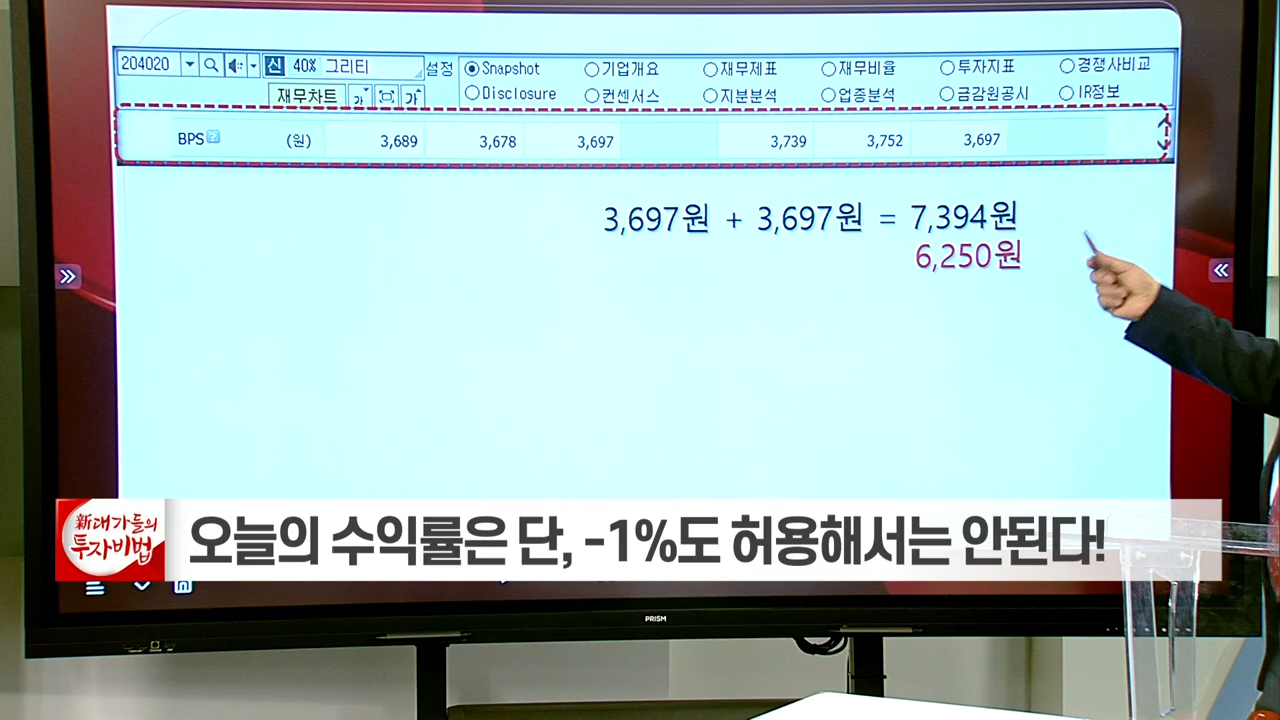 204020 신 40% 그리티 설정 Snapshot 기업개요 재무제표 재무비율 투자지표 경쟁사비교
재무차트 가 가 Disclosure 컨센서스 지분분석 업종분석 금감원공시 IR정보
BPS ? (원) 3,689 3,678 3,697 3,739 3,752 3,697
3,697원 + 3,697원 = 7,394원
6,250원
新대가들의
투자비법
오늘의 수익률은 단, -1%도 허용해서는 안된다!
PRISM